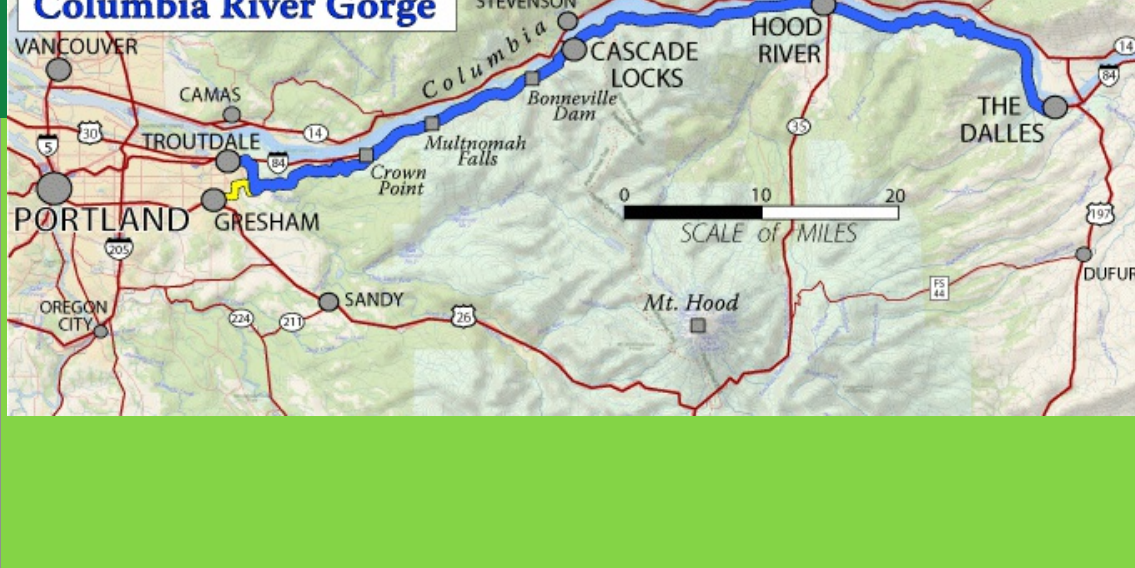 Columbia River Gorge
STEVENSON
HOOD
RIVER
14
84
VANCOUVER
Columbia
CASCADE
LOCKS
CAMAS
Bonneville
Dam
THE
DALLES
5
30
14
35
TROUTDALE
84
Multnomah
Falls
Crown
Point
0 10 20
SCALE of MILES
197
PORTLAND
GRESHAM
205
DUFUR
FS
44
OREGON
CITY
SANDY
224
211
26
Mt. Hood